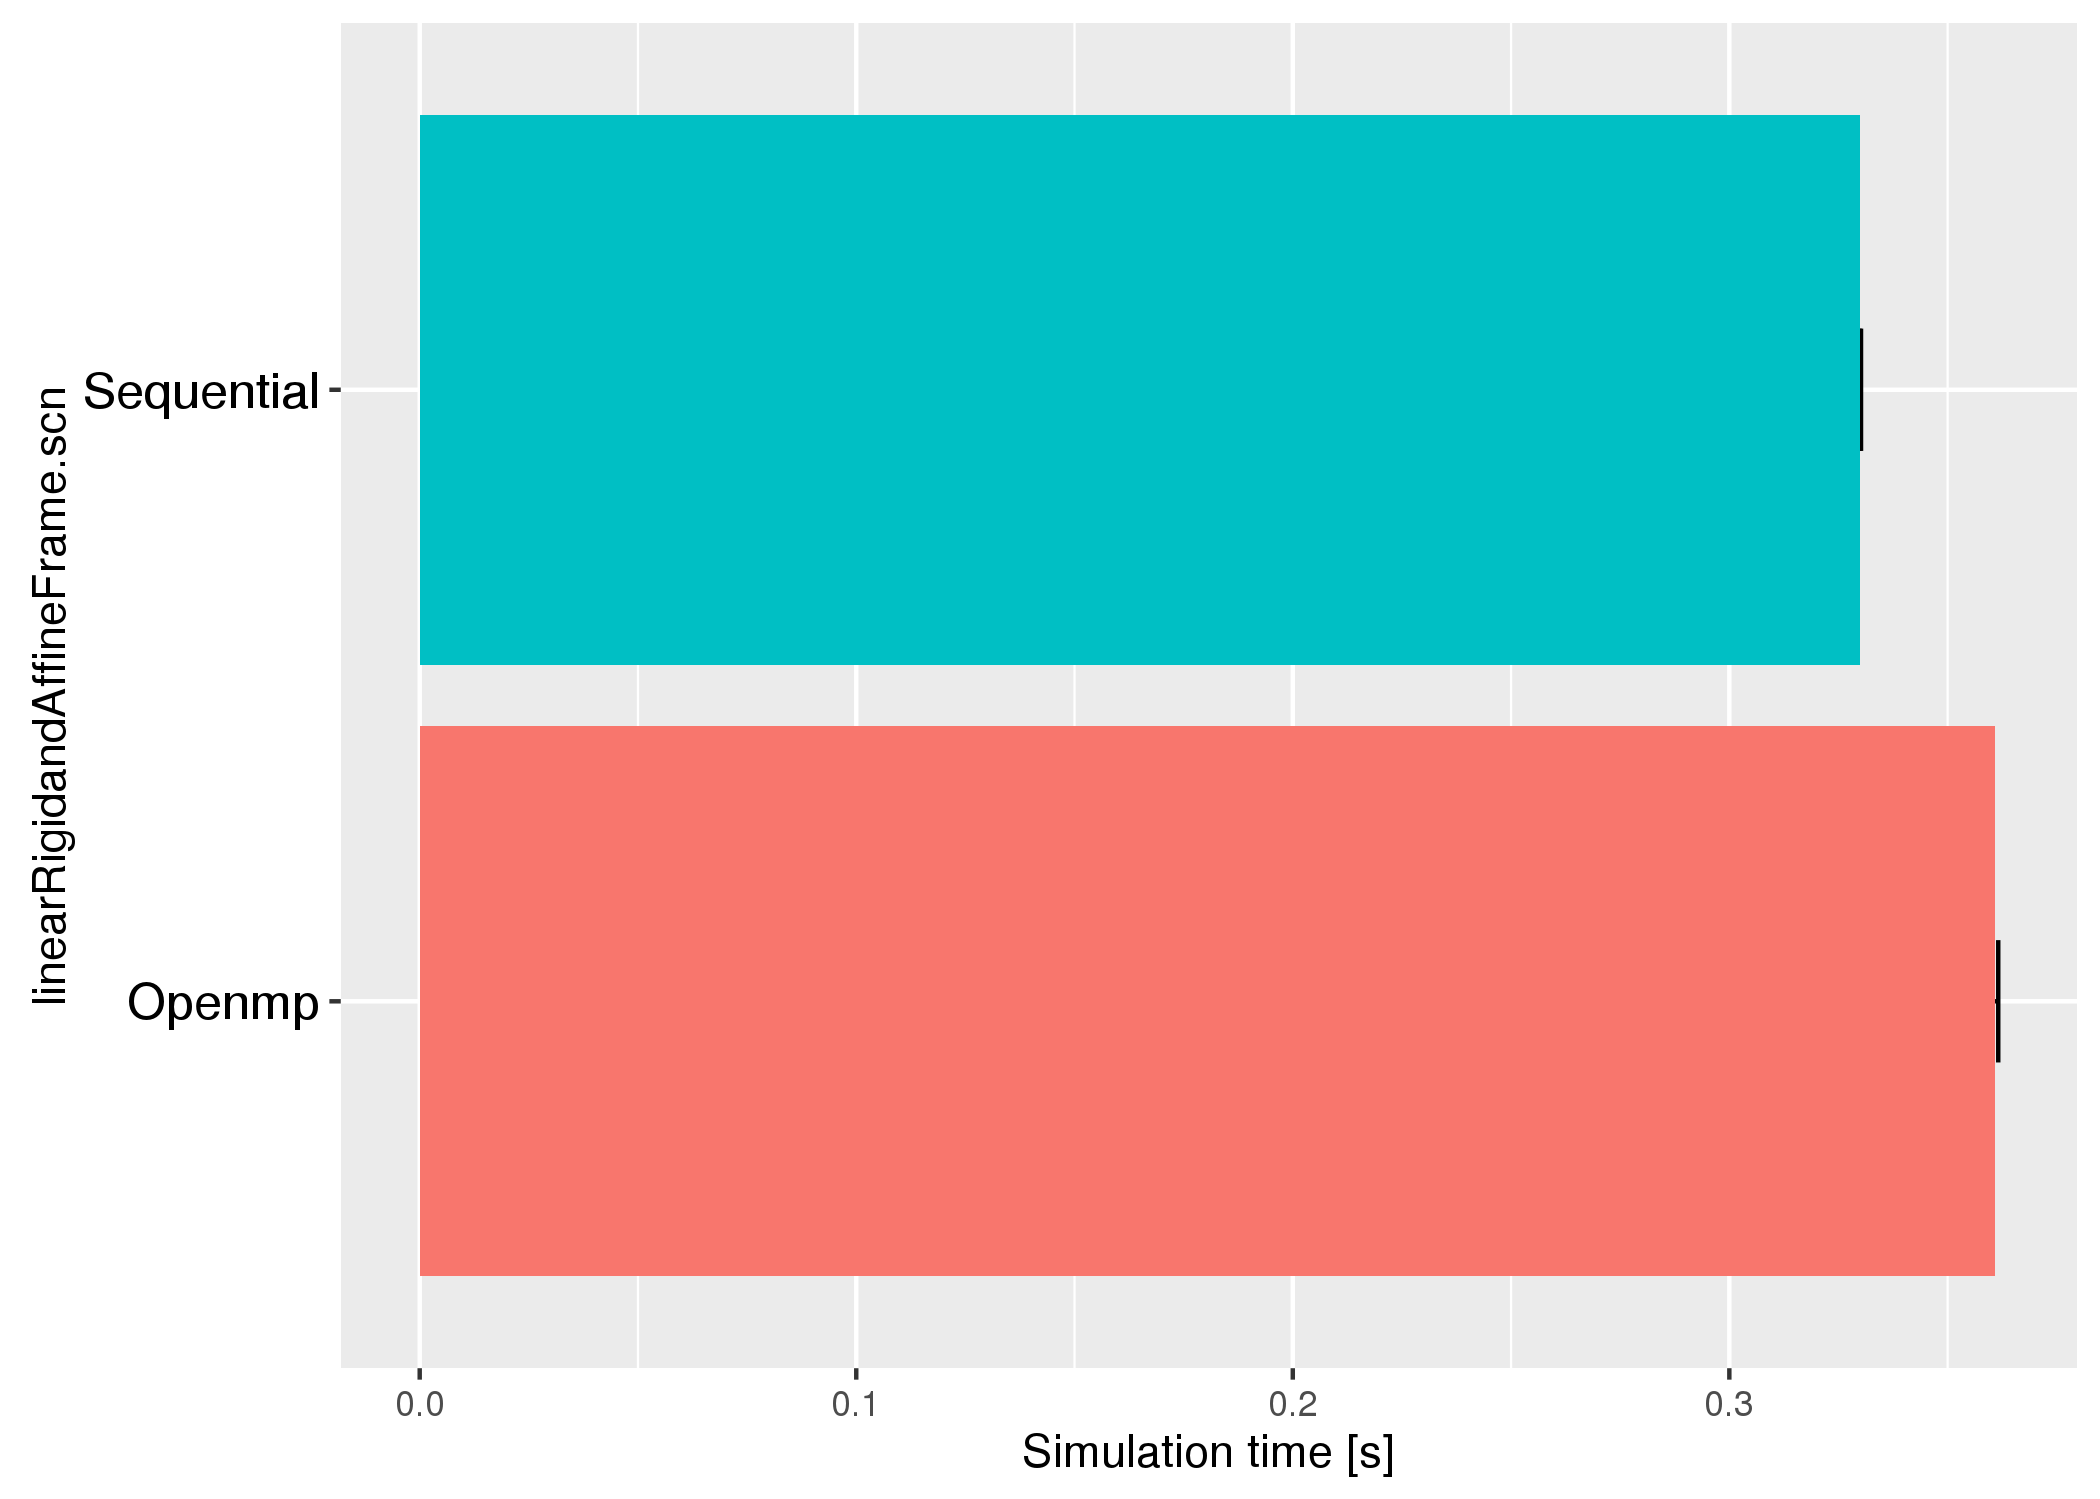 linearRigidandAffineFrame.scn
Sequential
Openmp
0.0
0.1
0.2
0.3
Simulation time [s]